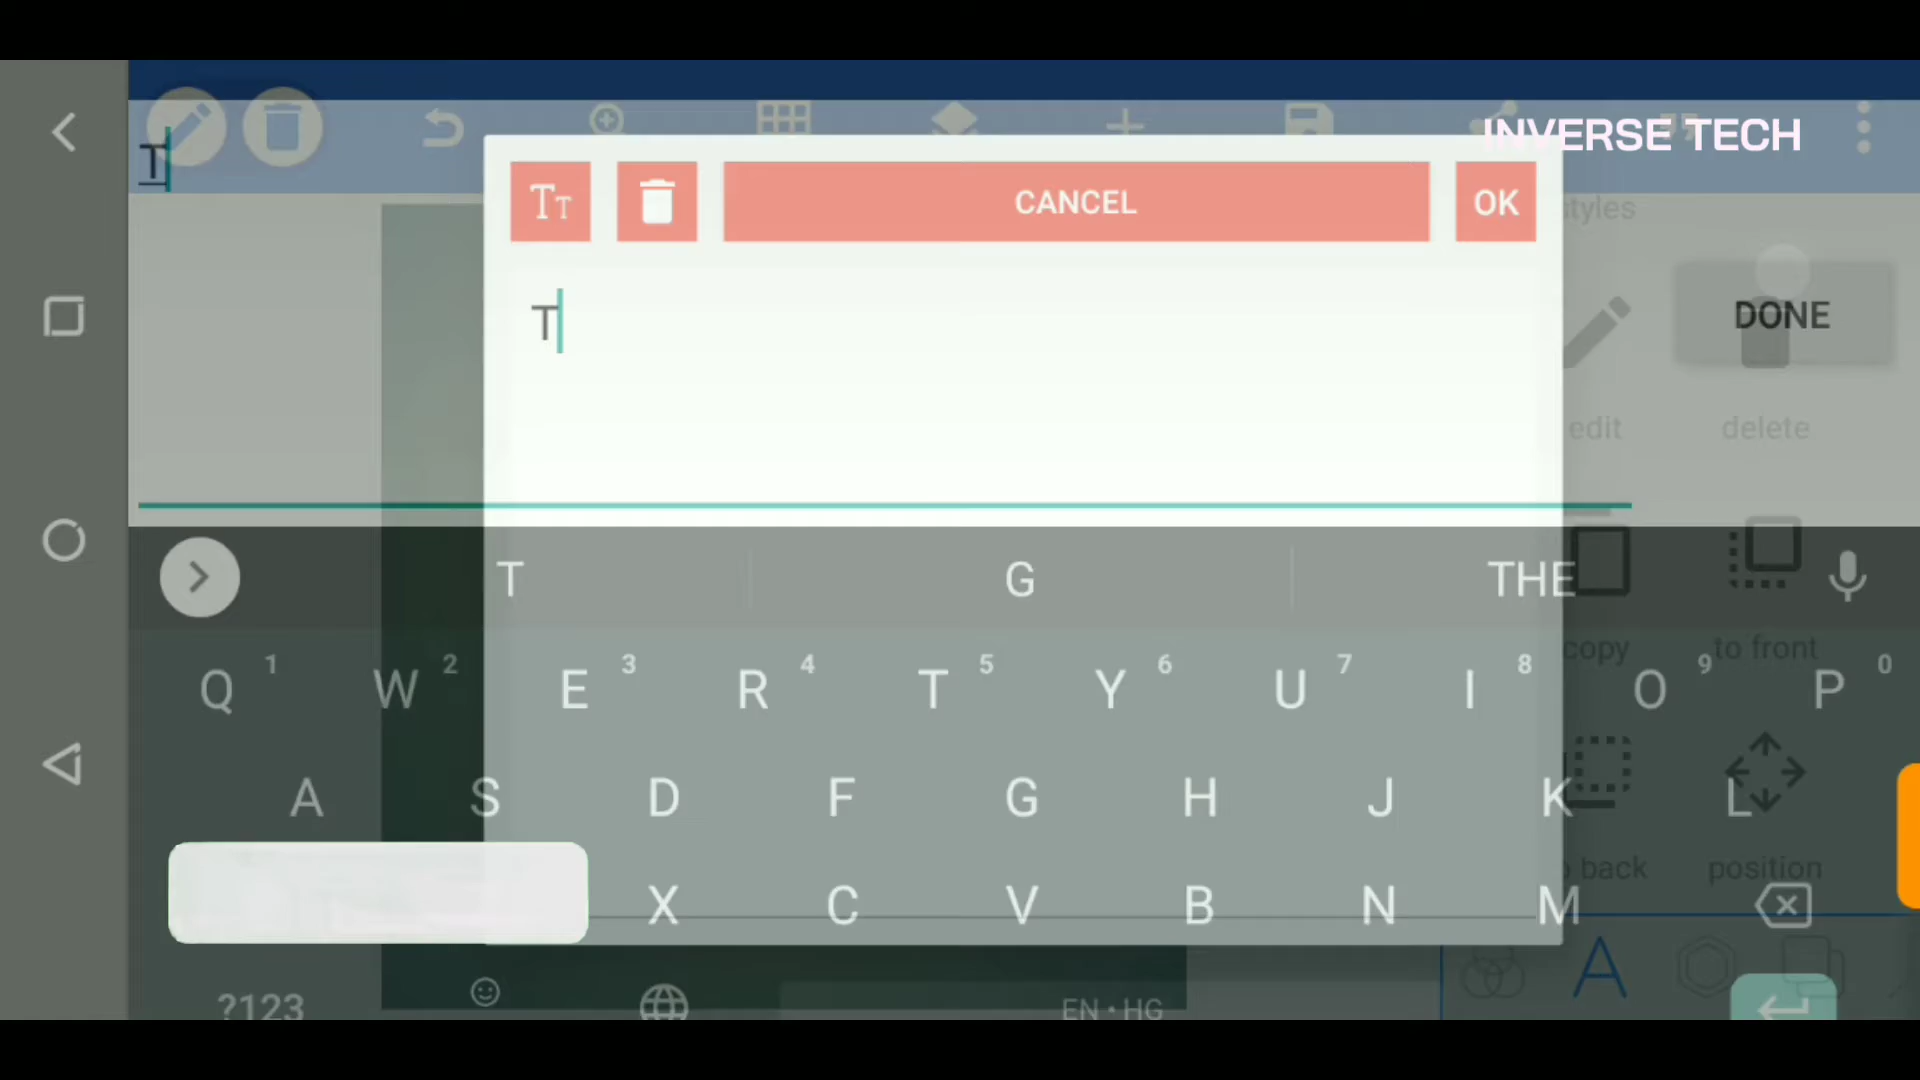 INVERSE TECH
T
TT
CANCEL
OK
styles
T
DONE
edit
delete
T
G
THE
copy
to front
Q 1 W 2 E 3 R 4 T 5 Y 6 U 7 I 8 O 9 P 0
A S D F G H J K L
back
position
X C V B N M
A
?123
EN • HG